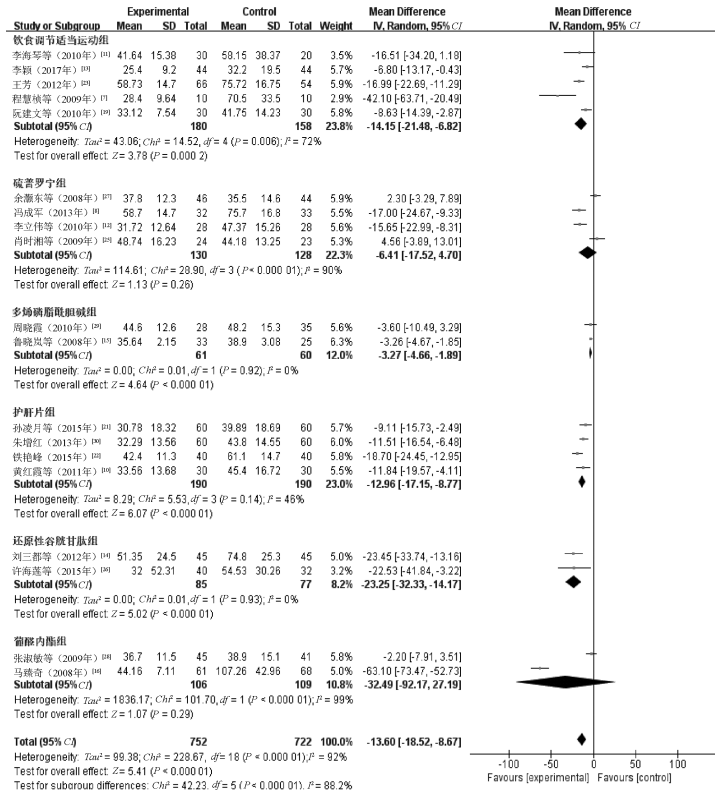 Experimental Control Mean Difference Mean Difference
Study or Subgroup Mean SD Total Mean SD Total Weight IV, Random, 95% CI IV, Random, 95% CI
饮食调节适当运动组
李海琴等（2010年）[11] 41.64 15.38 30 58.15 38.37 20 3.5% -16.51 [-34.20, 1.18]
李颖（2017年）[13] 25.4 9.2 44 32.2 19.5 44 -6.80 [-13.17, -0.43]
王芳（2012年）[25] 58.73 14.7 66 75.72 16.75 54 -16.99 [-22.69, -11.29]
程慧桢等（2009年）[7] 28.4 9.64 10 70.5 33.5 10 -42.10 [-63.71, -20.49]
阮建文等（2010年）[19] 33.12 7.54 30 41.75 14.23 30 -8.63 [-14.39, -2.87]
Subtotal (95% CI) 180 158 23.8% -14.15 [-21.48, -6.82]
Heterogeneity: Tau² = 43.06; Chi² = 14.52, df = 4 (P = 0.006); I² = 72%
Test for overall effect: Z = 3.78 (P = 0.000 2)
硫普罗宁组
余灏东等（2008年）[27] 37.8 12.3 46 35.5 14.6 44 5.9% 2.30 [-3.29, 7.89]
冯成军（2013年）[8] 58.7 14.7 32 75.7 16.8 33 -17.00 [-24.67, -9.33]
李立伟等（2010年）[12] 31.72 12.64 28 47.37 15.26 28 -15.65 [-22.99, -8.31]
肖时湘等（2009年）[25] 48.74 16.23 24 44.18 13.25 23 4.56 [-3.89, 13.01]
Subtotal (95% CI) 130 128 22.3% -6.41 [-17.52, 4.70]
Heterogeneity: Tau² = 114.61; Chi² = 28.90, df = 3 (P < 0.000 01); I² = 90%
Test for overall effect: Z = 1.13 (P = 0.26)
多烯磷脂酰胆碱组
周晓霞（2010年）[29] 44.6 12.6 28 48.2 15.3 35 5.6% -3.60 [-10.49, 3.29]
鲁晓岚等（2008年）[15] 35.64 2.15 33 38.9 3.08 25 6.3% -3.26 [-4.67, -1.85]
Subtotal (95% CI) 61 60 12.0% -3.27 [-4.66, -1.89]
Heterogeneity: Tau² = 0.00; Chi² = 0.01, df = 1 (P = 0.92); I² = 0%
Test for overall effect: Z = 4.64 (P < 0.000 01)
护肝片组
孙凌月等（2015年）[21] 30.78 18.32 60 39.89 18.69 60 5.7% -9.11 [-15.73, -2.49]
朱增红（2013年）[30] 32.29 13.56 60 43.8 14.55 60 6.0% -11.51 [-16.54, -6.48]
铁艳峰（2015年）[22] 42.4 11.3 40 61.1 14.7 40 5.8% -18.70 [-24.45, -12.95]
黄红霞等（2011年）[10] 33.56 13.68 30 45.4 16.72 30 5.5% -11.84 [-19.57, -4.11]
Subtotal (95% CI) 190 190 23.0% -12.96 [-17.15, -8.77]
Heterogeneity: Tau² = 8.29; Chi² = 5.53, df = 3 (P = 0.14); I² = 46%
Test for overall effect: Z = 6.07 (P < 0.000 01)
还原性谷胱甘肽组
刘三都等（2012年）[14] 51.35 24.5 45 74.8 25.3 45 5.0% -23.45 [-33.74, -13.16]
许海莲等（2015年）[26] 32 52.31 40 54.53 30.26 32 3.2% -22.53 [-41.84, -3.22]
Subtotal (95% CI) 85 77 8.2% -23.25 [-32.33, -14.17]
Heterogeneity: Tau² = 0.00; Chi² = 0.01, df = 1 (P = 0.93); I² = 0%
Test for overall effect: Z = 5.02 (P < 0.000 01)
葡醛内酯组
张淑敏等（2009年）[28] 36.7 11.5 45 38.9 15.1 41 5.8% -2.20 [-7.91, 3.51]
马臻奇（2008年）[16] 44.16 7.11 61 107.26 42.96 68 5.0% -63.10 [-73.47, -52.73]
Subtotal (95% CI) 106 109 10.8% -32.49 [-92.17, 27.19]
Heterogeneity: Tau² = 1836.17; Chi² = 101.70, df = 1 (P < 0.000 01); I² = 99%
Test for overall effect: Z = 1.07 (P = 0.29)
Total (95% CI) 752 722 100.0% -13.60 [-18.52, -8.67]
Heterogeneity: Tau² = 99.38; Chi² = 228.67, df = 18 (P < 0.000 01); I² = 92%
Test for overall effect: Z = 5.41 (P < 0.000 01)
Test for subgroup differences: Chi² = 42.23, df = 5 (P < 0.000 01), I² = 88.2%
-100 -50 0 50 100
Favours [experimental] Favours [control]